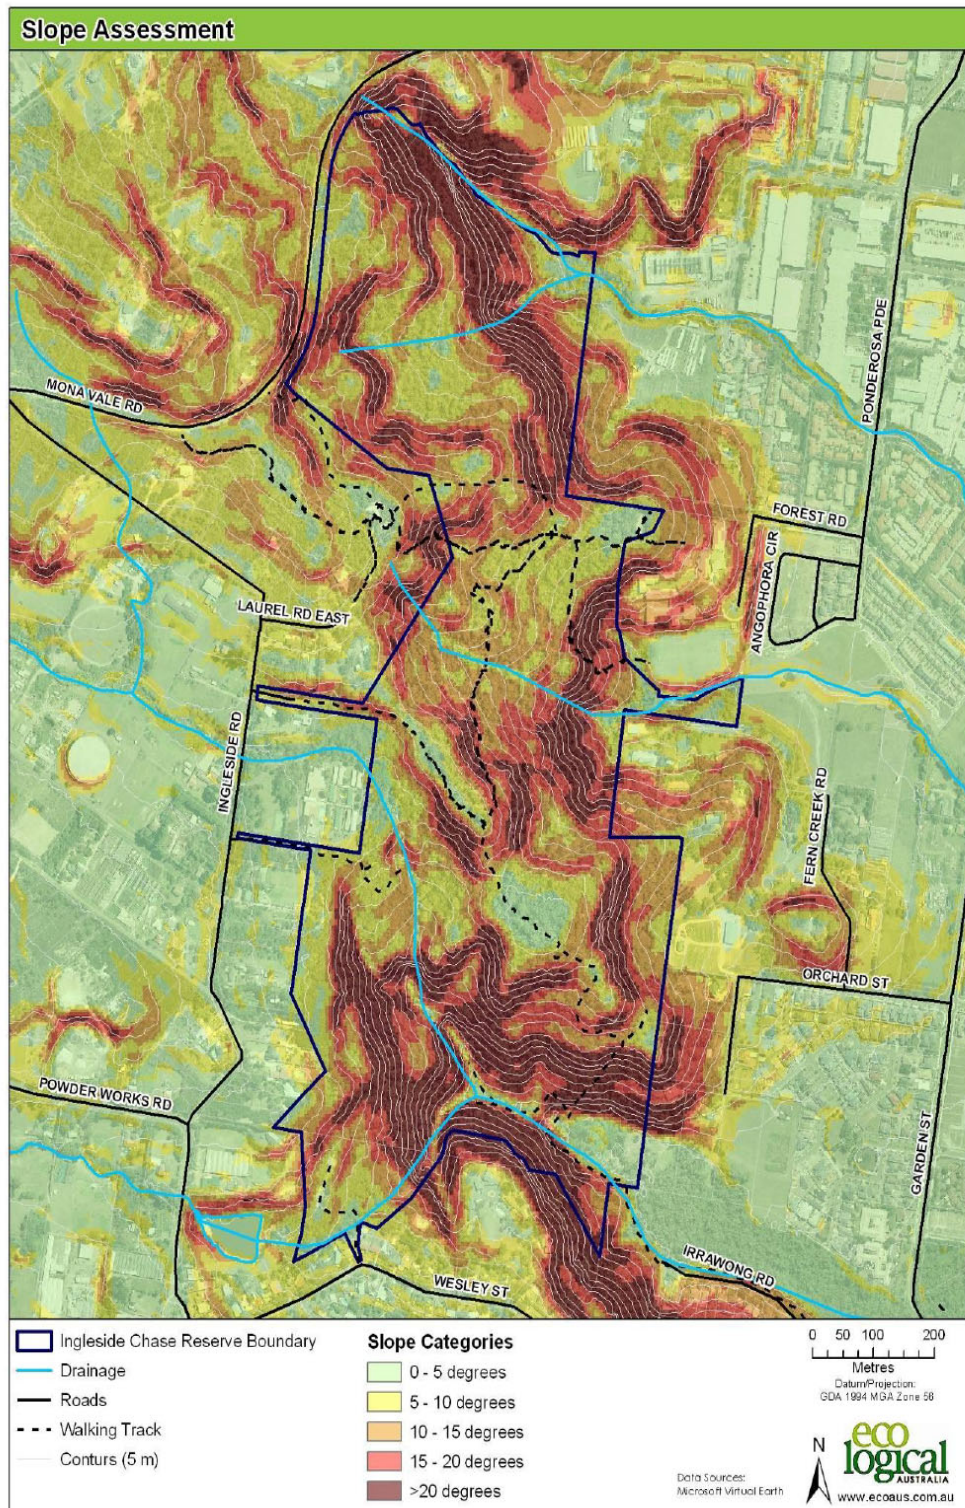 Slope Assessment
MONA VALE RD
PONDEROSA PDE
FOREST RD
ANGOPHORA CIR
LAUREL RD EAST
INGLESIDE RD
FERN CREEK RD
ORCHARD ST
POWDER WORKS RD
GARDEN ST
IRRAWONG RD
WESLEY ST
Ingleside Chase Reserve Boundary
Drainage
Roads
Walking Track
Conturs (5 m)
Slope Categories
0 - 5 degrees
5 - 10 degrees
10 - 15 degrees
15 - 20 degrees
>20 degrees
0 50 100 200
Metres
Datum/Projection:
GDA 1994 MGA Zone 56
Data Sources:
Microsoft Virtual Earth
N
eco
logical
AUSTRALIA
www.ecoaus.com.au